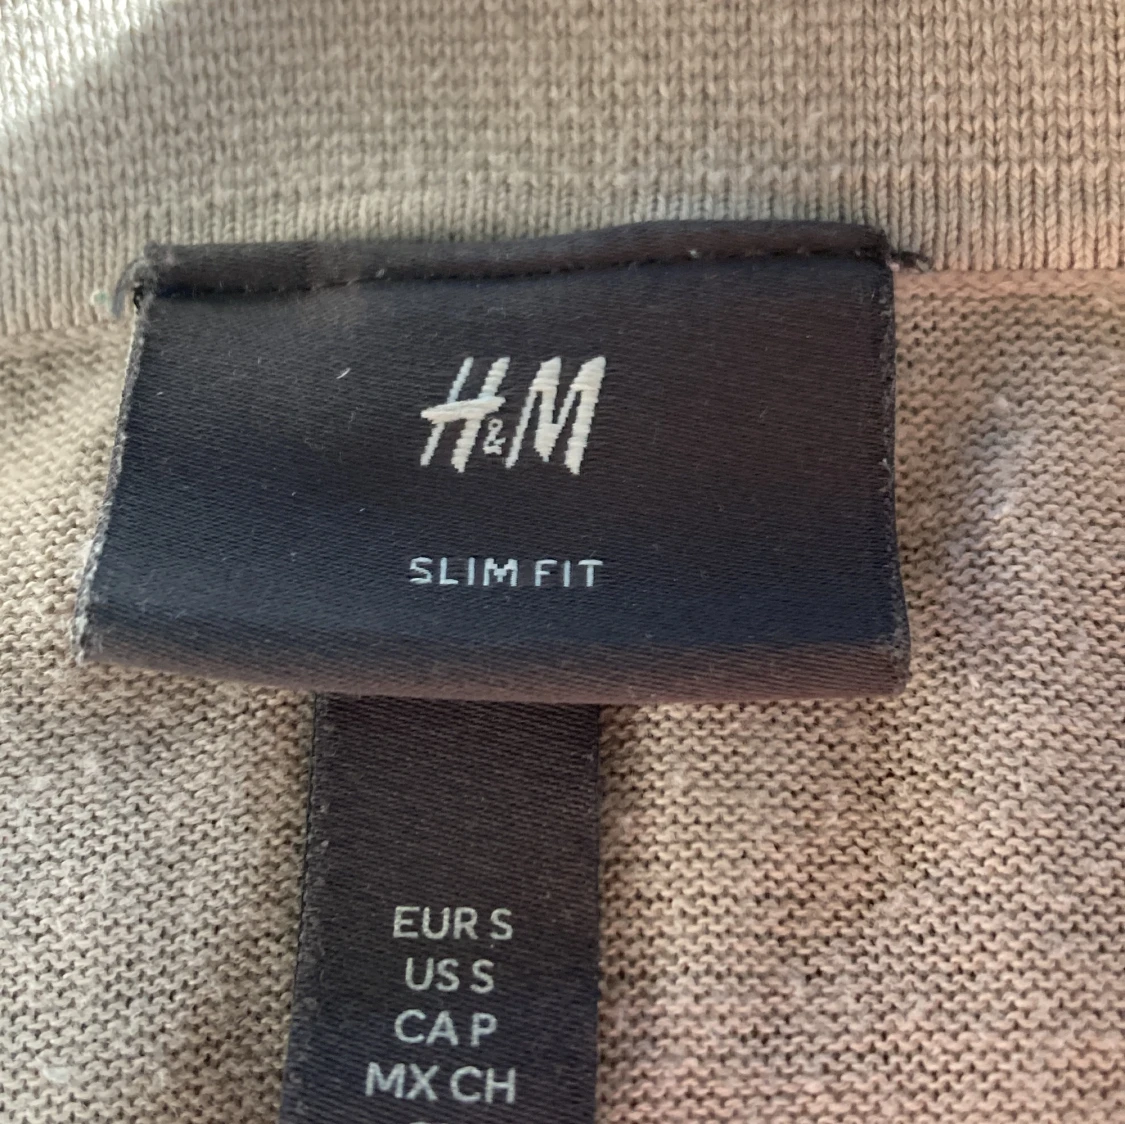 H&M
SLIM FIT
EUR S
US S
CA P
MX CH